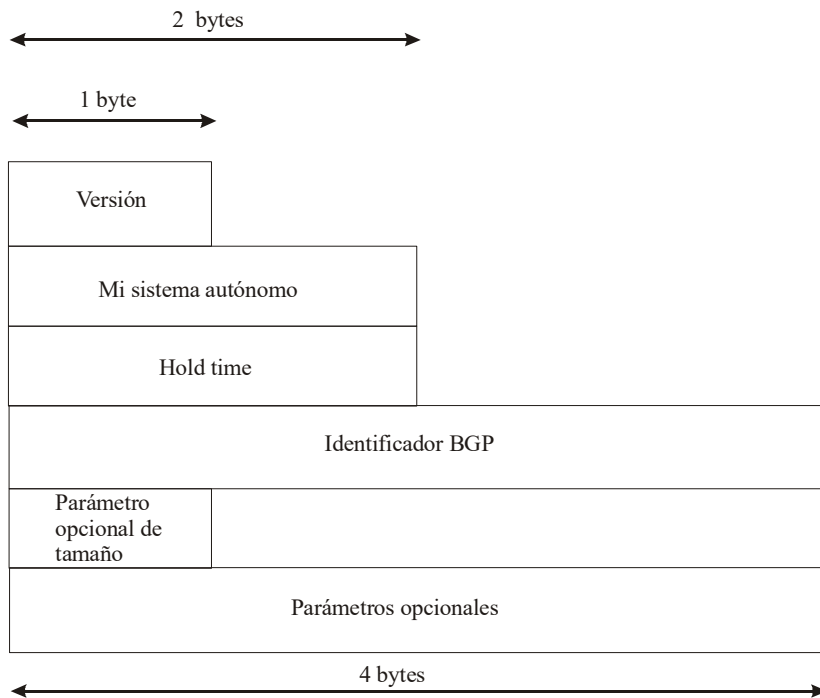 2 bytes
1 byte
Versión
Mi sistema autónomo
Hold time
Identificador BGP
Parámetro
opcional de
tamaño
Parámetros opcionales
4 bytes